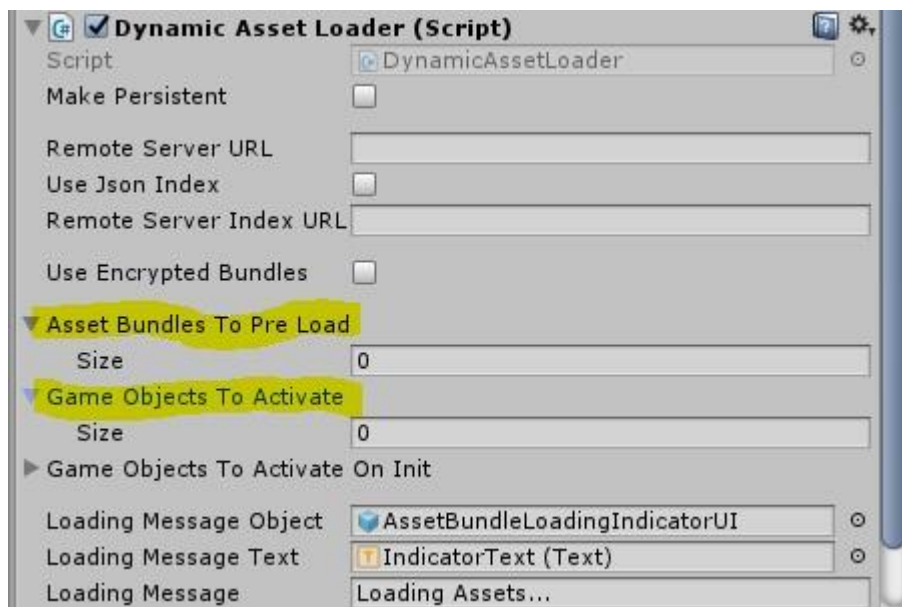 Dynamic Asset Loader (Script)
Script DynamicAssetLoader
Make Persistent
Remote Server URL
Use Json Index
Remote Server Index URL
Use Encrypted Bundles
Asset Bundles To Pre Load
Size 0
Game Objects To Activate
Size 0
Game Objects To Activate On Init
Loading Message Object AssetBundleLoadingIndicatorUI
Loading Message Text IndicatorText (Text)
Loading Message Loading Assets...